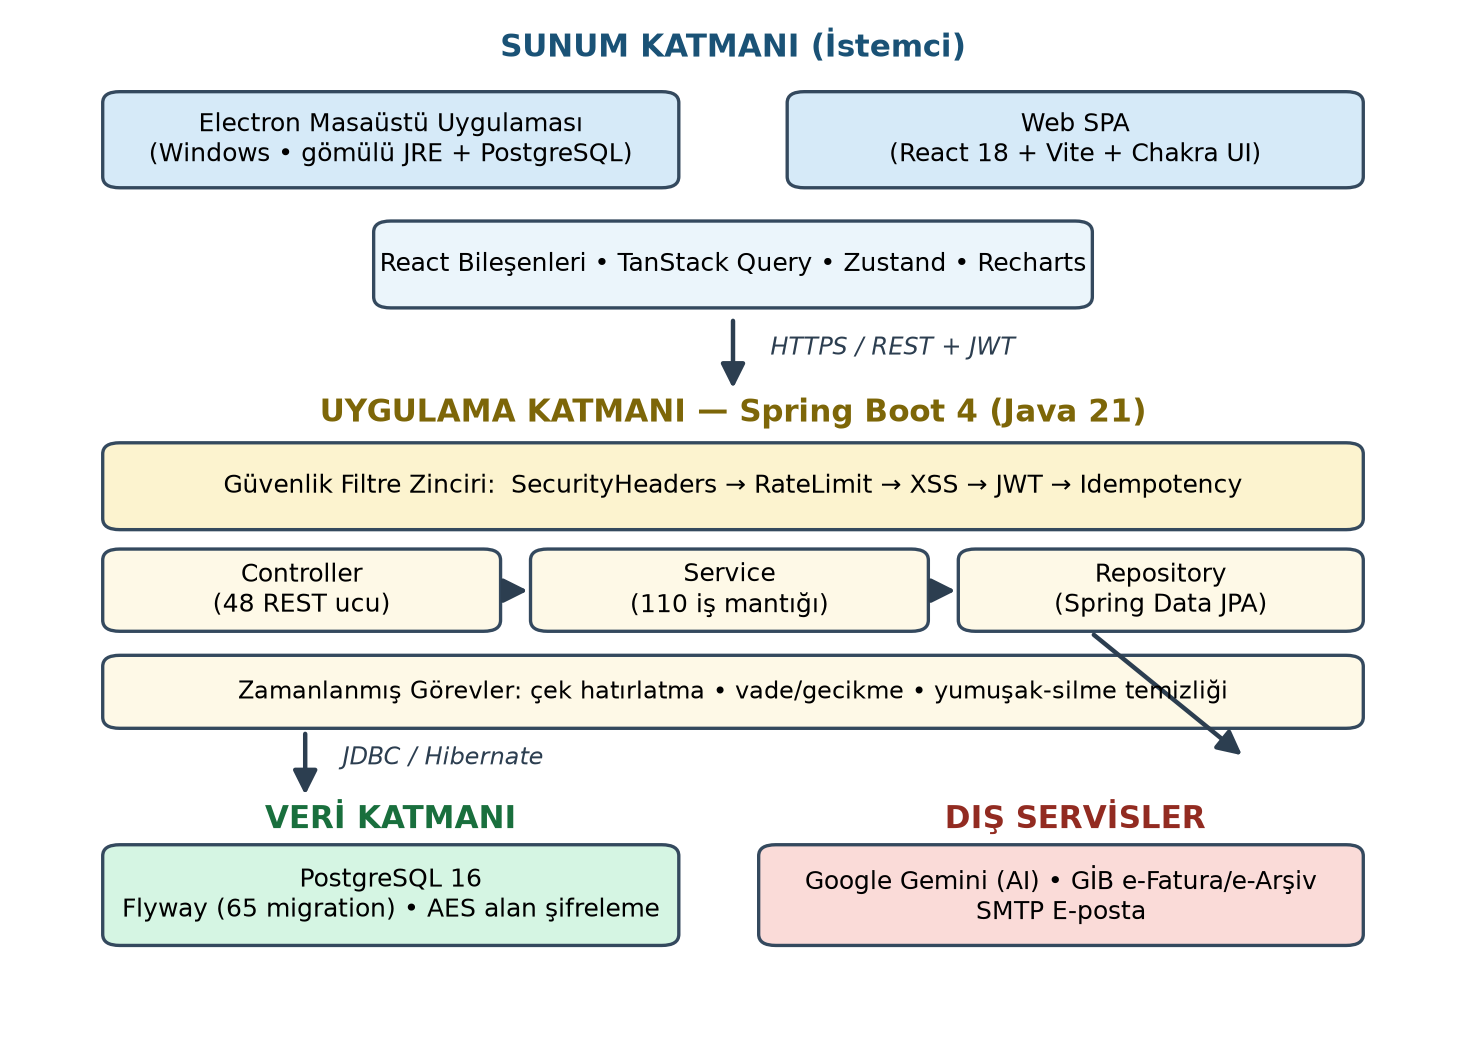 SUNUM KATMANI (İstemci)
Electron Masaüstü Uygulaması
(Windows • gömülü JRE + PostgreSQL)
Web SPA
(React 18 + Vite + Chakra UI)
React Bileşenleri • TanStack Query • Zustand • Recharts
HTTPS / REST + JWT
UYGULAMA KATMANI — Spring Boot 4 (Java 21)
Güvenlik Filtre Zinciri:  SecurityHeaders → RateLimit → XSS → JWT → Idempotency
Controller
(48 REST ucu)
Service
(110 iş mantığı)
Repository
(Spring Data JPA)
Zamanlanmış Görevler: çek hatırlatma • vade/gecikme • yumuşak-silme temizliği
JDBC / Hibernate
VERİ KATMANI
PostgreSQL 16
Flyway (65 migration) • AES alan şifreleme
DIŞ SERVİSLER
Google Gemini (AI) • GİB e-Fatura/e-Arşiv
SMTP E-posta